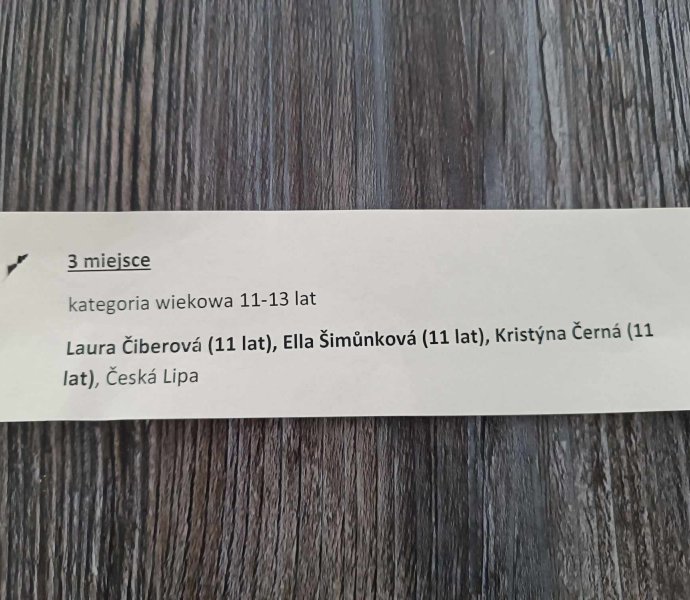 3 miejsce
kategoria wiekowa 11-13 lat
Laura Čiberová (11 lat), Ella Šimůnková (11 lat), Kristýna Černá (11
lat), Česká Lipa